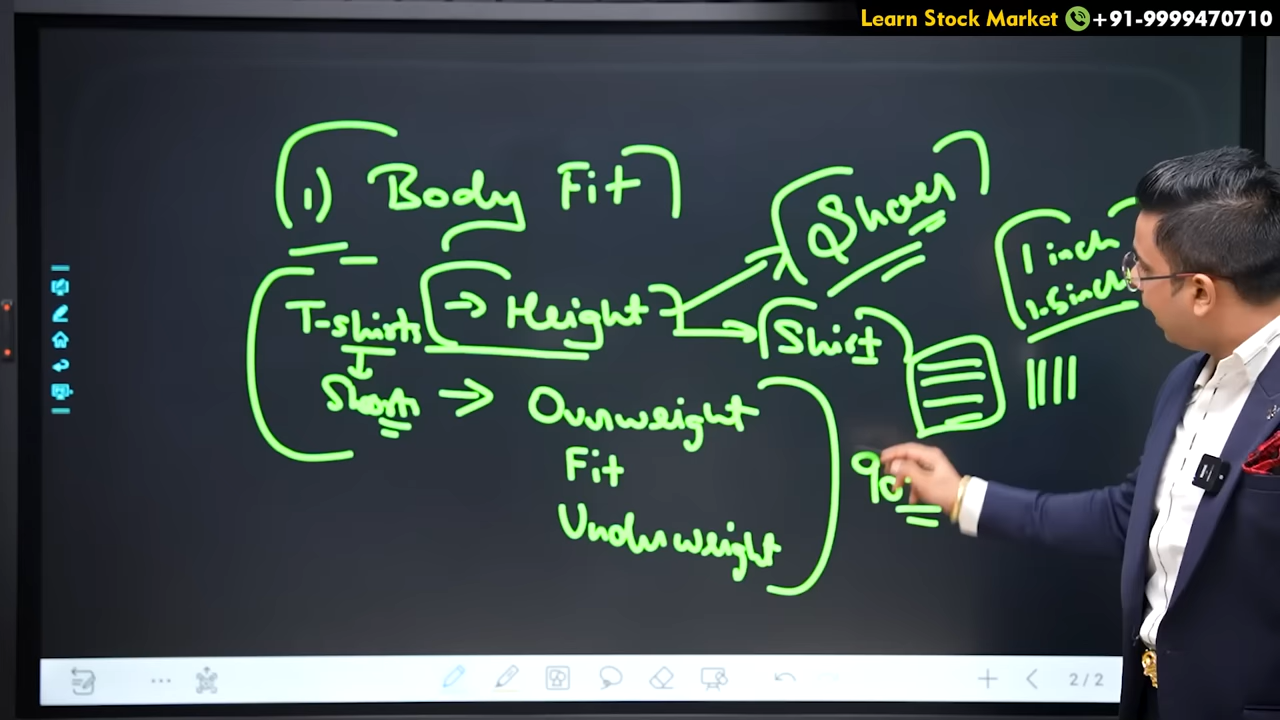 Learn Stock Market +91-9999470710
1) Body Fit
Shoes
1 inch
1.5 inch
T-shirts → Height
Shirt
Shorts → Overweight
Fit
Underweight
2/2